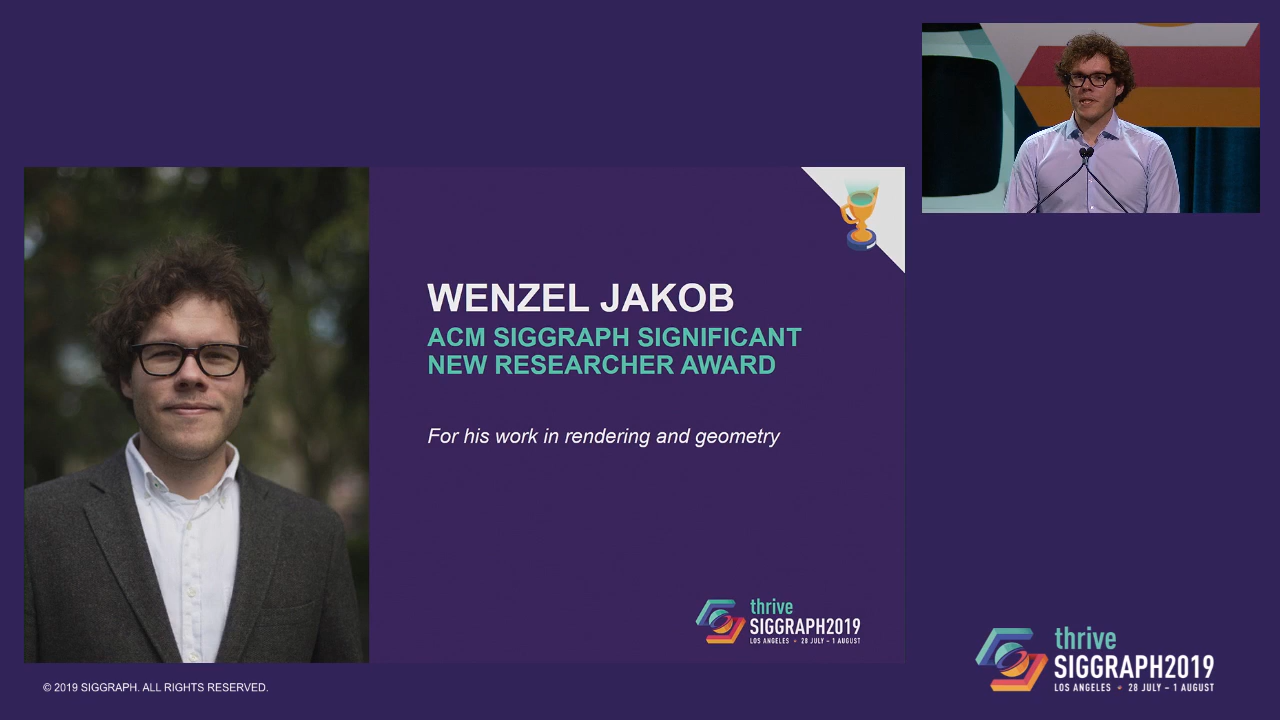 WENZEL JAKOB
ACM SIGGRAPH SIGNIFICANT
NEW RESEARCHER AWARD
For his work in rendering and geometry
thrive
SIGGRAPH2019
LOS ANGELES • 28 JULY – 1 AUGUST
© 2019 SIGGRAPH. ALL RIGHTS RESERVED.
thrive
SIGGRAPH2019
LOS ANGELES • 28 JULY – 1 AUGUST